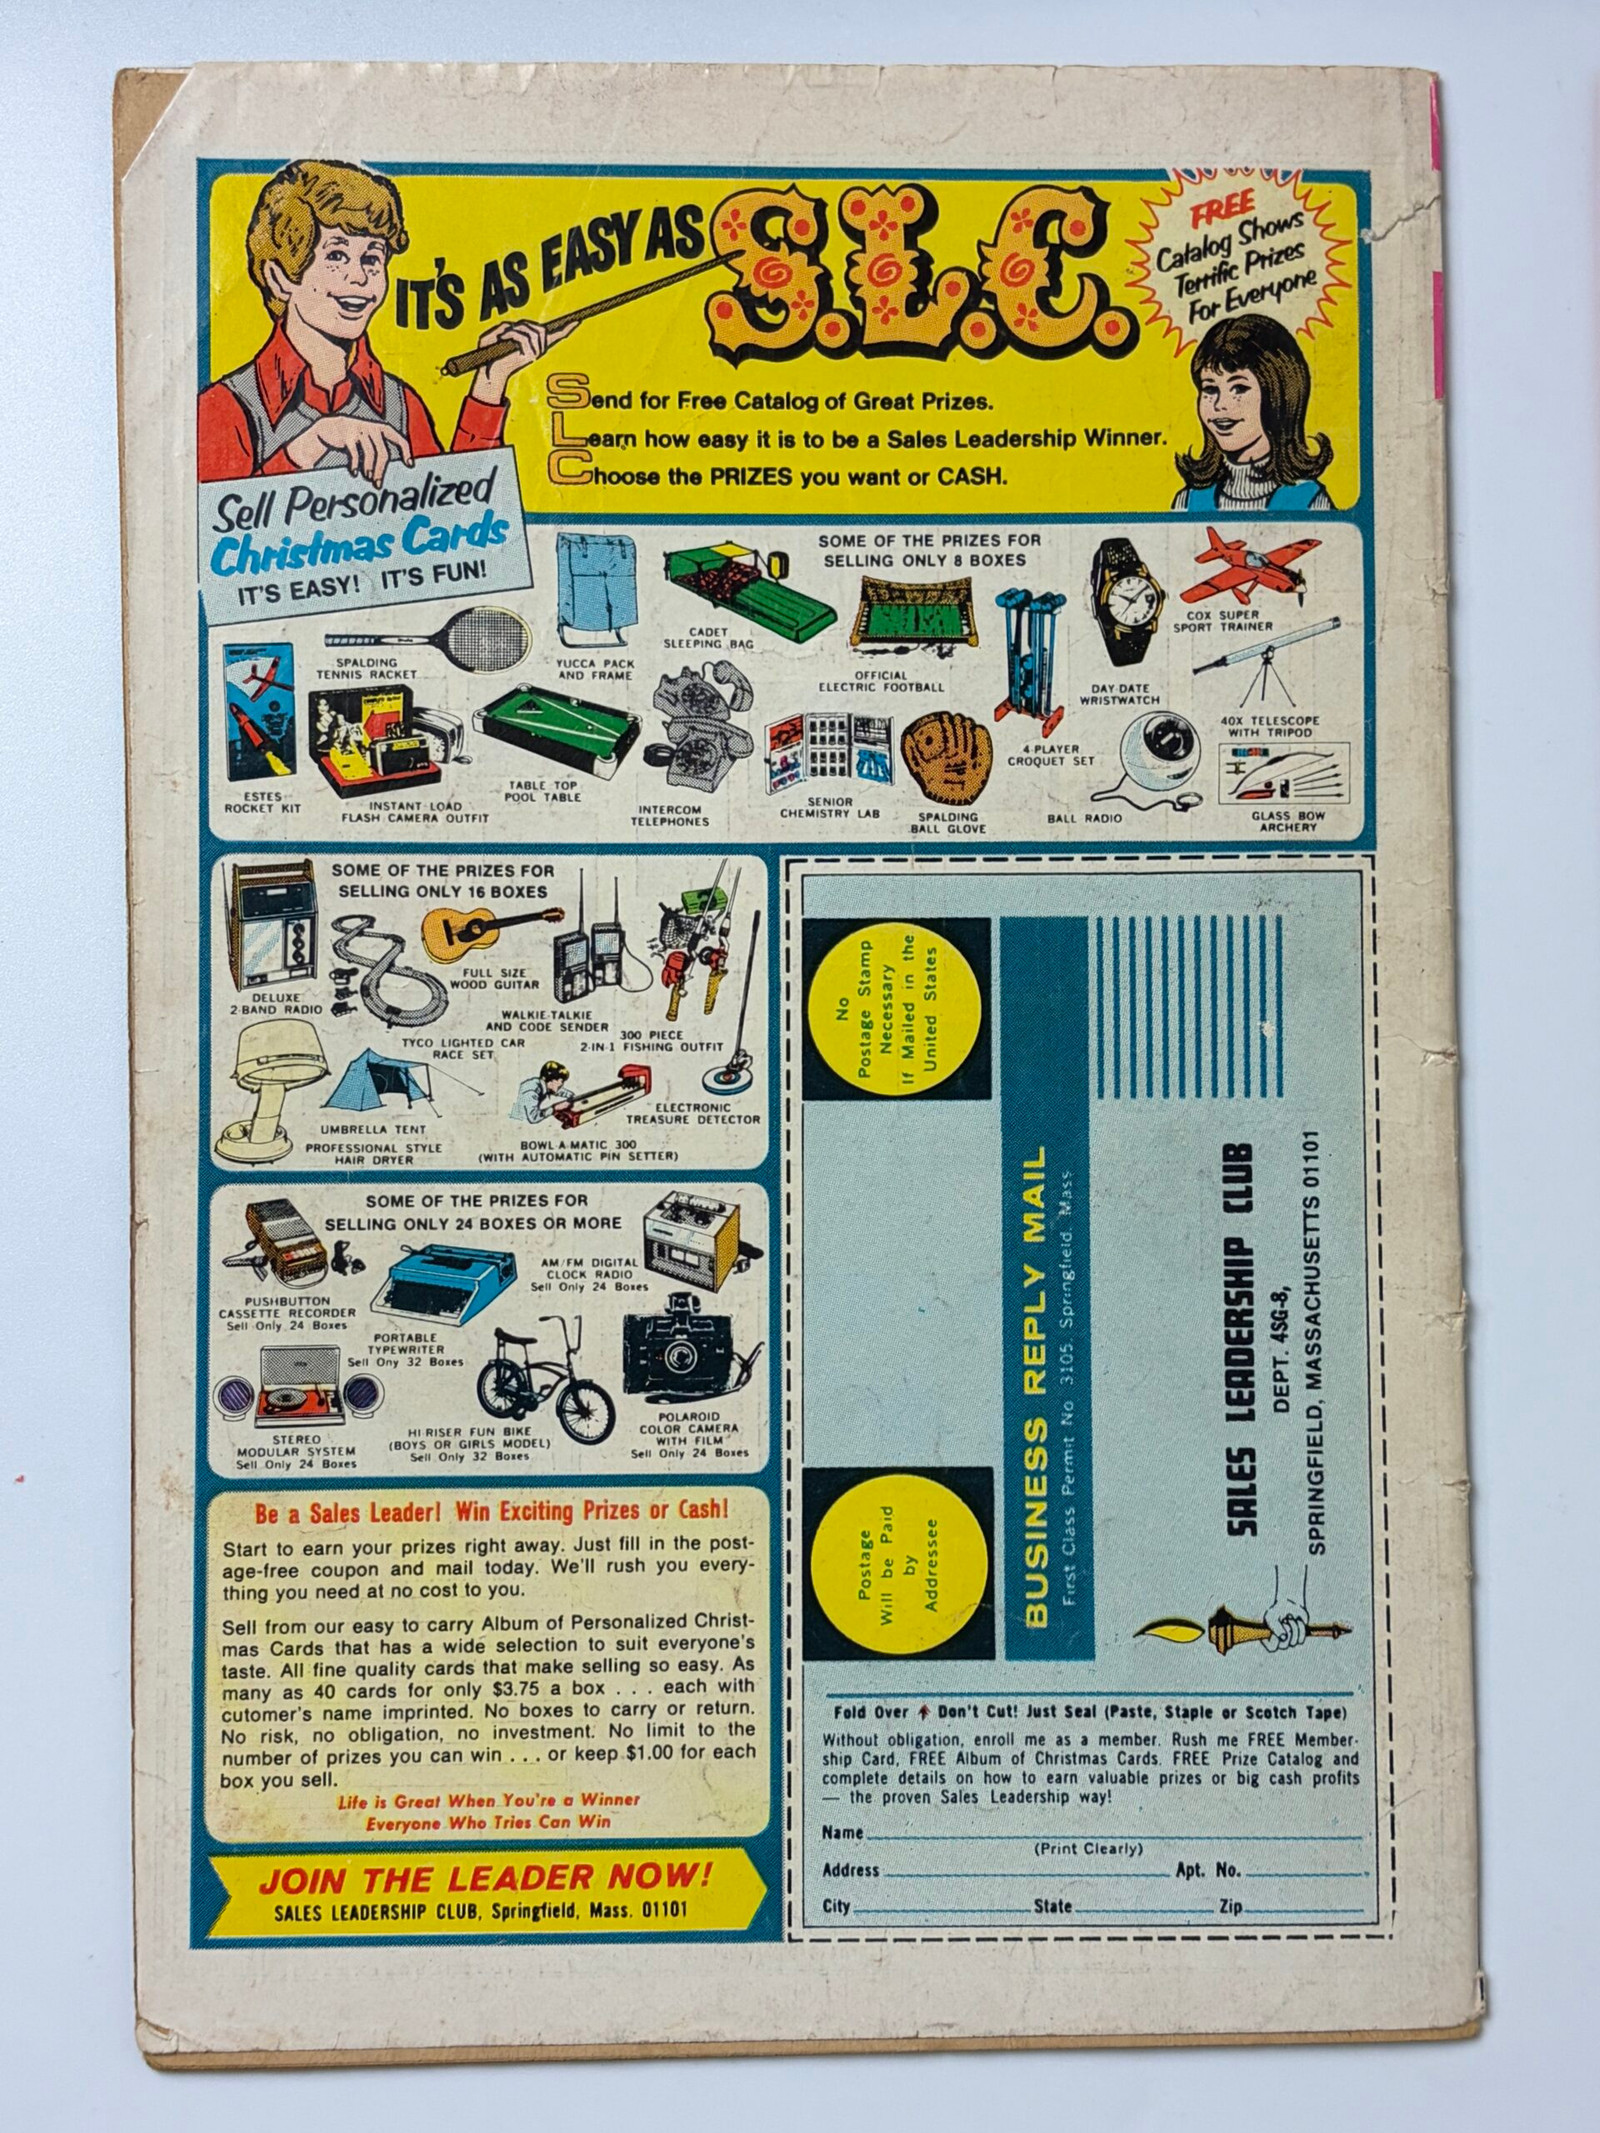 IT'S AS EASY AS S.L.C.
FREE
Catalog Shows
Terrific Prizes
For Everyone
Send for Free Catalog of Great Prizes.
Learn how easy it is to be a Sales Leadership Winner.
Choose the PRIZES you want or CASH.
Sell Personalized
Christmas Cards
IT'S EASY! IT'S FUN!
SOME OF THE PRIZES FOR
SELLING ONLY 8 BOXES
SPALDING
TENNIS RACKET
YUCCA PACK
AND FRAME
CADET
SLEEPING BAG
OFFICIAL
ELECTRIC FOOTBALL
DAY-DATE
WRISTWATCH
COX SUPER
SPORT TRAINER
40X TELESCOPE
WITH TRIPOD
ESTES
ROCKET KIT
INSTANT LOAD
FLASH CAMERA OUTFIT
TABLE TOP
POOL TABLE
INTERCOM
TELEPHONES
SENIOR
CHEMISTRY LAB
SPALDING
BALL GLOVE
4-PLAYER
CROQUET SET
BALL RADIO
GLASS BOW
ARCHERY
SOME OF THE PRIZES FOR
SELLING ONLY 16 BOXES
DELUXE
2-BAND RADIO
FULL SIZE
WOOD GUITAR
WALKIE-TALKIE
AND CODE SENDER
TYCO LIGHTED CAR
RACE SET
300 PIECE
2-IN-1 FISHING OUTFIT
UMBRELLA TENT
PROFESSIONAL STYLE
HAIR DRYER
BOWL-A-MATIC 300
(WITH AUTOMATIC PIN SETTER)
ELECTRONIC
TREASURE DETECTOR
SOME OF THE PRIZES FOR
SELLING ONLY 24 BOXES OR MORE
PUSHBUTTON
CASSETTE RECORDER
Sell Only 24 Boxes
PORTABLE
TYPEWRITER
Sell Ony 32 Boxes
AM/FM DIGITAL
CLOCK RADIO
Sell Only 24 Boxes
STEREO
MODULAR SYSTEM
Sell Only 24 Boxes
HI-RISER FUN BIKE
(BOYS OR GIRLS MODEL)
Sell Only 32 Boxes
POLAROID
COLOR CAMERA
WITH FILM
Sell Only 24 Boxes
Be a Sales Leader! Win Exciting Prizes or Cash!
Start to earn your prizes right away. Just fill in the post-
age-free coupon and mail today. We'll rush you every-
thing you need at no cost to you.
Sell from our easy to carry Album of Personalized Christ-
mas Cards that has a wide selection to suit everyone's
taste. All fine quality cards that make selling so easy. As
many as 40 cards for only $3.75 a box . . . each with
cutomer's name imprinted. No boxes to carry or return.
No risk, no obligation, no investment. No limit to the
number of prizes you can win . . . or keep $1.00 for each
box you sell.
Life is Great When You're a Winner
Everyone Who Tries Can Win
JOIN THE LEADER NOW!
SALES LEADERSHIP CLUB, Springfield, Mass. 01101
No
Postage Stamp
Necessary
If Mailed in the
United States
Postage
Will be Paid
by
Addressee
BUSINESS REPLY MAIL
First Class Permit No. 3105, Springfield, Mass
SALES LEADERSHIP CLUB
DEPT. 4SG-8,
SPRINGFIELD, MASSACHUSETTS 01101
Fold Over Don't Cut! Just Seal (Paste, Staple or Scotch Tape)
Without obligation, enroll me as a member. Rush me FREE Member-
ship Card, FREE Album of Christmas Cards, FREE Prize Catalog and
complete details on how to earn valuable prizes or big cash profits
— the proven Sales Leadership way!
Name
(Print Clearly)
Address Apt. No.
City State Zip